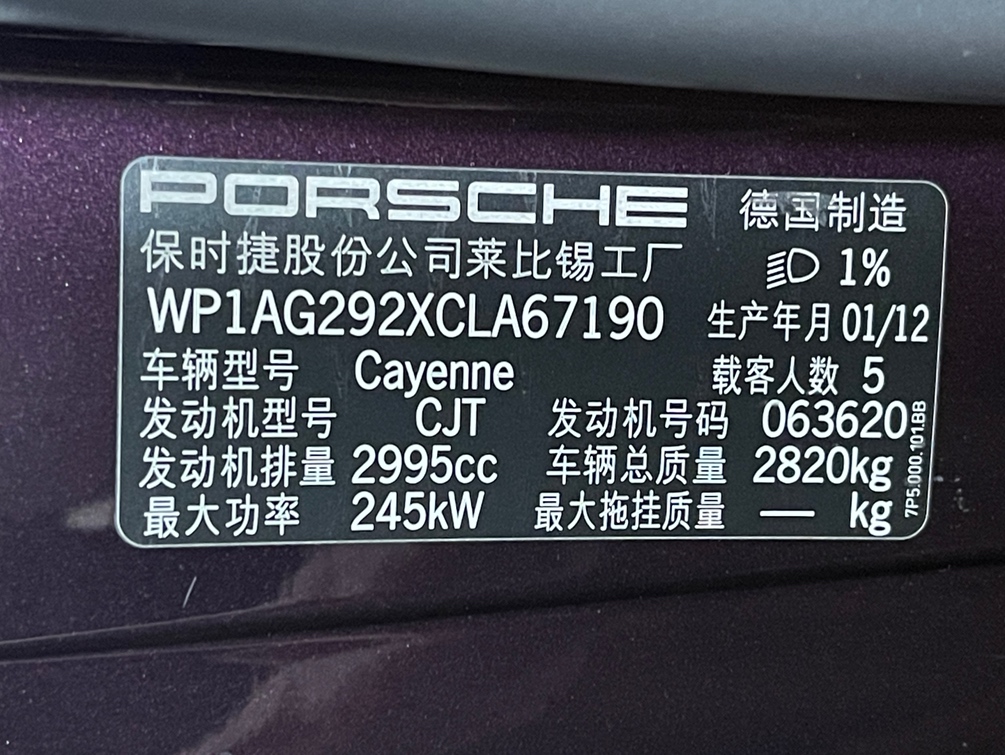 PORSCHE 德国制造
保时捷股份公司莱比锡工厂 1%
WP1AG292XCLA67190 生产年月 01/12
车辆型号 Cayenne 载客人数 5
发动机型号 CJT 发动机号码 063620
发动机排量 2995cc 车辆总质量 2820kg
最大功率 245kW 最大拖挂质量 — kg
7P5.000.101.BB